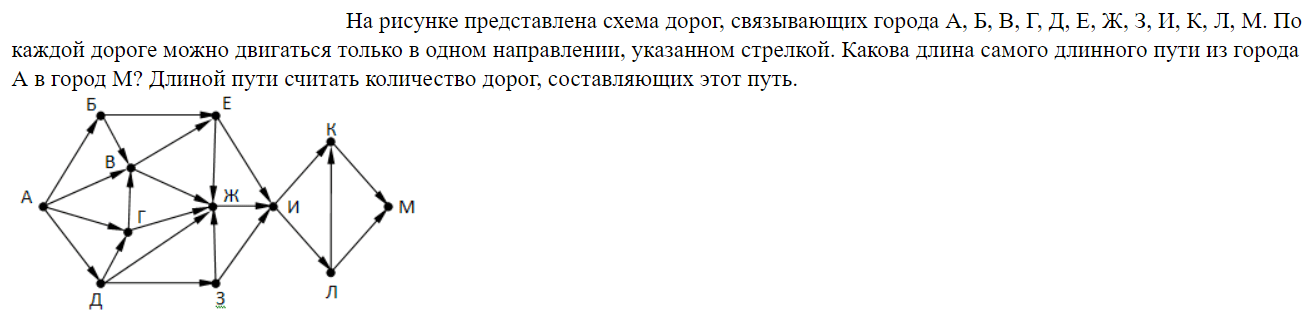 На рисунке представлена схема дорог, связывающих города А, Б, В, Г, Д, Е, Ж, З, И, К, Л, М. По
каждой дороге можно двигаться только в одном направлении, указанном стрелкой. Какова длина самого длинного пути из города
А в город М? Длиной пути считать количество дорог, составляющих этот путь.
Б
Е
К
В
А
Ж
И
М
Г
Д
З
Л